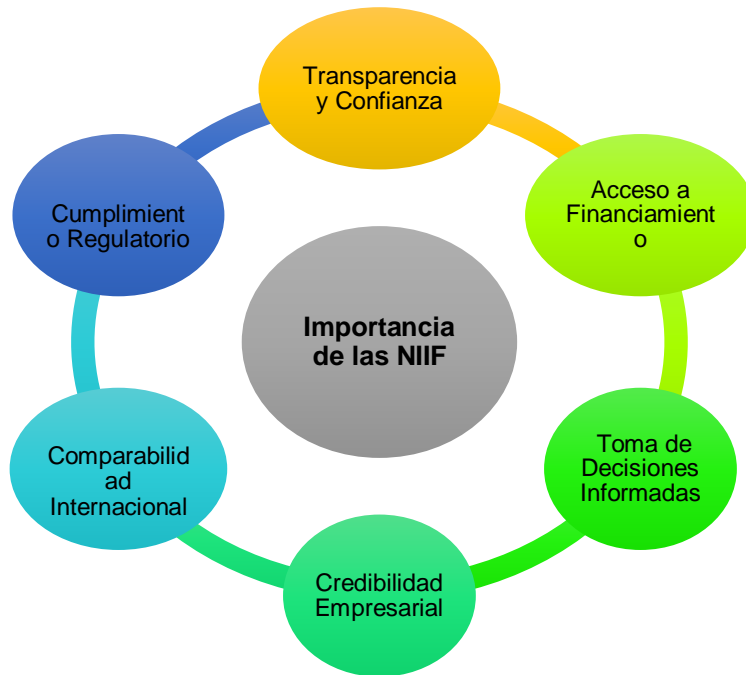 Transparencia
y Confianza
Acceso a
Financiamient
o
Toma de
Decisiones
Informadas
Credibilidad
Empresarial
Comparabilid
ad
Internacional
Cumplimient
o Regulatorio
Importancia
de las NIIF